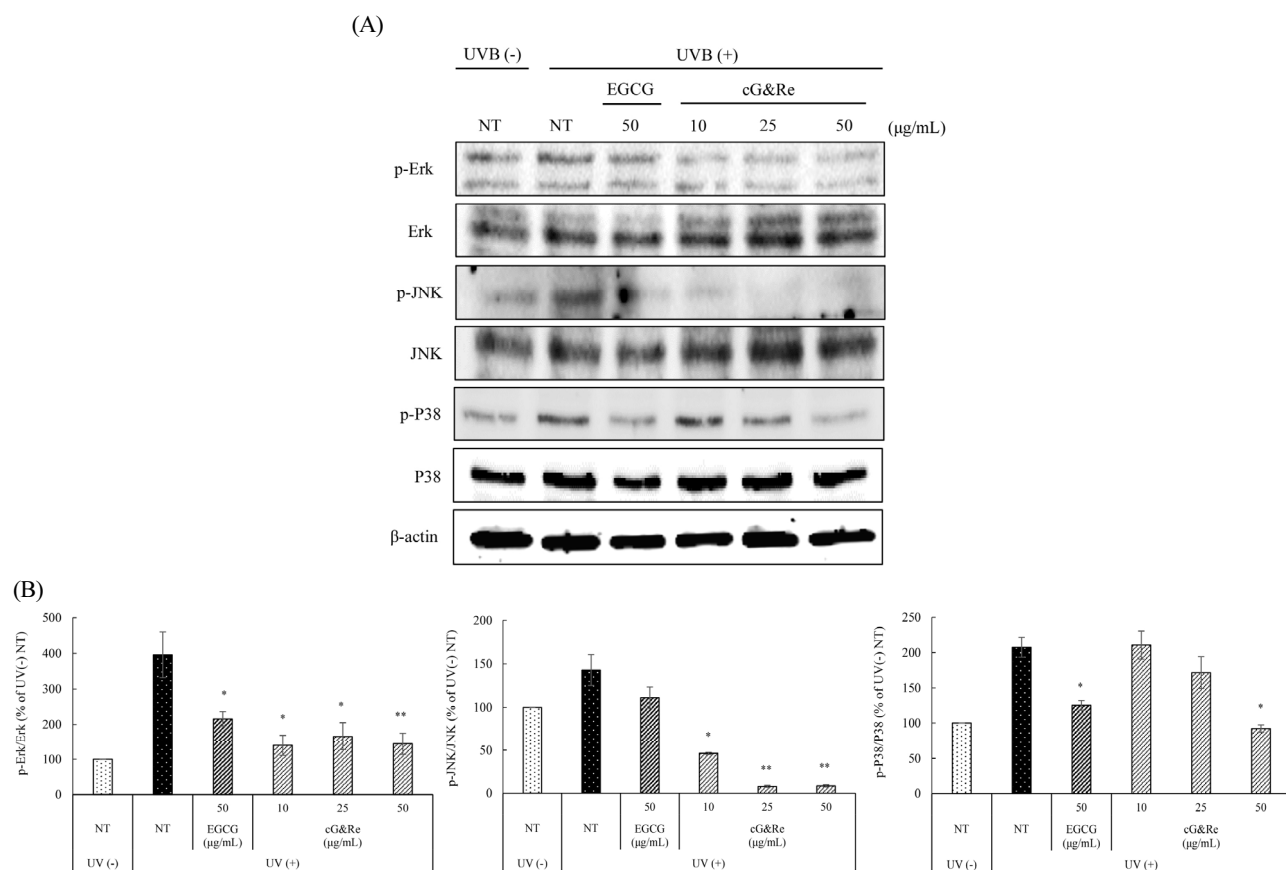 (A)
UVB (-) UVB (+)
EGCG cG&Re
NT NT 50 10 25 50 (μg/mL)
p-Erk
Erk
p-JNK
JNK
p-P38
P38
β-actin
(B)
p-Erk/Erk (% of UV(-) NT)
500
400
300
200
100
0
* * * **
50 10 25 50
NT NT EGCG cG&Re
(μg/mL) (μg/mL)
UV (-) UV (+)
p-JNK/JNK (% of UV(-) NT)
200
150
100
50
0
* ** **
50 10 25 50
NT NT EGCG cG&Re
(μg/mL) (μg/mL)
UV (-) UV (+)
p-P38/P38 (% of UV(-) NT)
250
200
150
100
50
0
* *
50 10 25 50
NT NT EGCG cG&Re
(μg/mL) (μg/mL)
UV (-) UV (+)